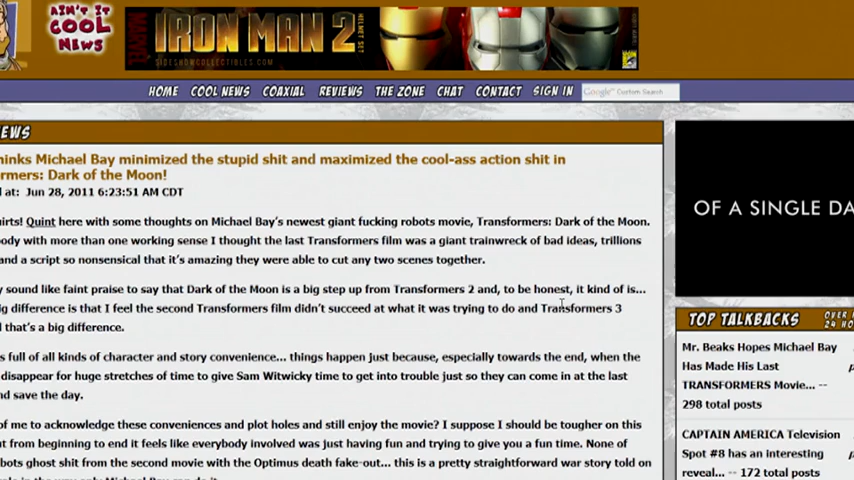 AIN'T IT
COOL
NEWS
MARVEL
IRON MAN 2
HELMET SET
SIDESHOWCOLLECTIBLES.COM
HOME COOL NEWS COAXIAL REVIEWS THE ZONE CHAT CONTACT SIGN IN Google™ Custom Search
EWS
hinks Michael Bay minimized the stupid shit and maximized the cool-ass action shit in
rmers: Dark of the Moon!
d at: Jun 28, 2011 6:23:51 AM CDT
irts! Quint here with some thoughts on Michael Bay's newest giant fucking robots movie, Transformers: Dark of the Moon.
ody with more than one working sense I thought the last Transformers film was a giant trainwreck of bad ideas, trillions
and a script so nonsensical that it's amazing they were able to cut any two scenes together.
y sound like faint praise to say that Dark of the Moon is a big step up from Transformers 2 and, to be honest, it kind of is...
ig difference is that I feel the second Transformers film didn't succeed at what it was trying to do and Transformers 3
d that's a big difference.
s full of all kinds of character and story convenience... things happen just because, especially towards the end, when the
disappear for huge stretches of time to give Sam Witwicky time to get into trouble just so they can come in at the last
nd save the day.
of me to acknowledge these conveniences and plot holes and still enjoy the movie? I suppose I should be tougher on this
ut from beginning to end it feels like everybody involved was just having fun and trying to give you a fun time. None of
bots ghost shit from the second movie with the Optimus death fake-out... this is a pretty straightforward war story told on
OF A SINGLE DA
TOP TALKBACKS OVER
24 HO
Mr. Beaks Hopes Michael Bay
Has Made His Last
TRANSFORMERS Movie... --
298 total posts
CAPTAIN AMERICA Television
Spot #8 has an interesting
reveal... -- 172 total posts